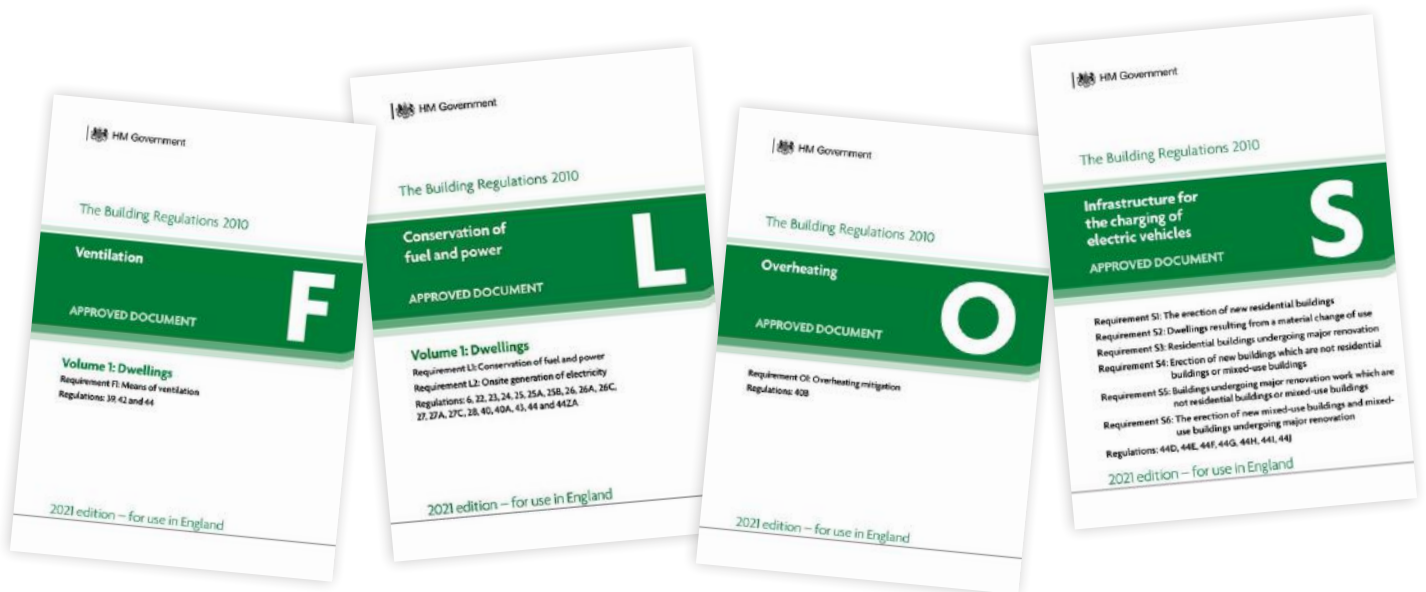 HM Government
The Building Regulations 2010
Ventilation
F
APPROVED DOCUMENT
Volume 1: Dwellings
Requirement F1: Means of ventilation
Regulations: 39, 42 and 44
2021 edition – for use in England
HM Government
The Building Regulations 2010
Conservation of
fuel and power
L
APPROVED DOCUMENT
Volume 1: Dwellings
Requirement L1: Conservation of fuel and power
Requirement L2: Onsite generation of electricity
Regulations: 6, 22, 23, 24, 25, 25A, 25B, 26, 26A, 26C,
27, 27A, 27C, 28, 40, 40A, 43, 44 and 44ZA
2021 edition – for use in England
HM Government
The Building Regulations 2010
Overheating
O
APPROVED DOCUMENT
Requirement O1: Overheating mitigation
Regulations: 40B
2021 edition – for use in England
HM Government
The Building Regulations 2010
Infrastructure for
the charging of
electric vehicles
S
APPROVED DOCUMENT
Requirement S1: The erection of new residential buildings
Requirement S2: Dwellings resulting from a material change of use
Requirement S3: Residential buildings undergoing major renovation
Requirement S4: Erection of new buildings which are not residential
buildings or mixed-use buildings
Requirement S5: Buildings undergoing major renovation work which are
not residential buildings or mixed-use buildings
Requirement S6: The erection of new mixed-use buildings and mixed-
use buildings undergoing major renovation
Regulations: 44D, 44E, 44F, 44G, 44H, 44I, 44J
2021 edition – for use in England